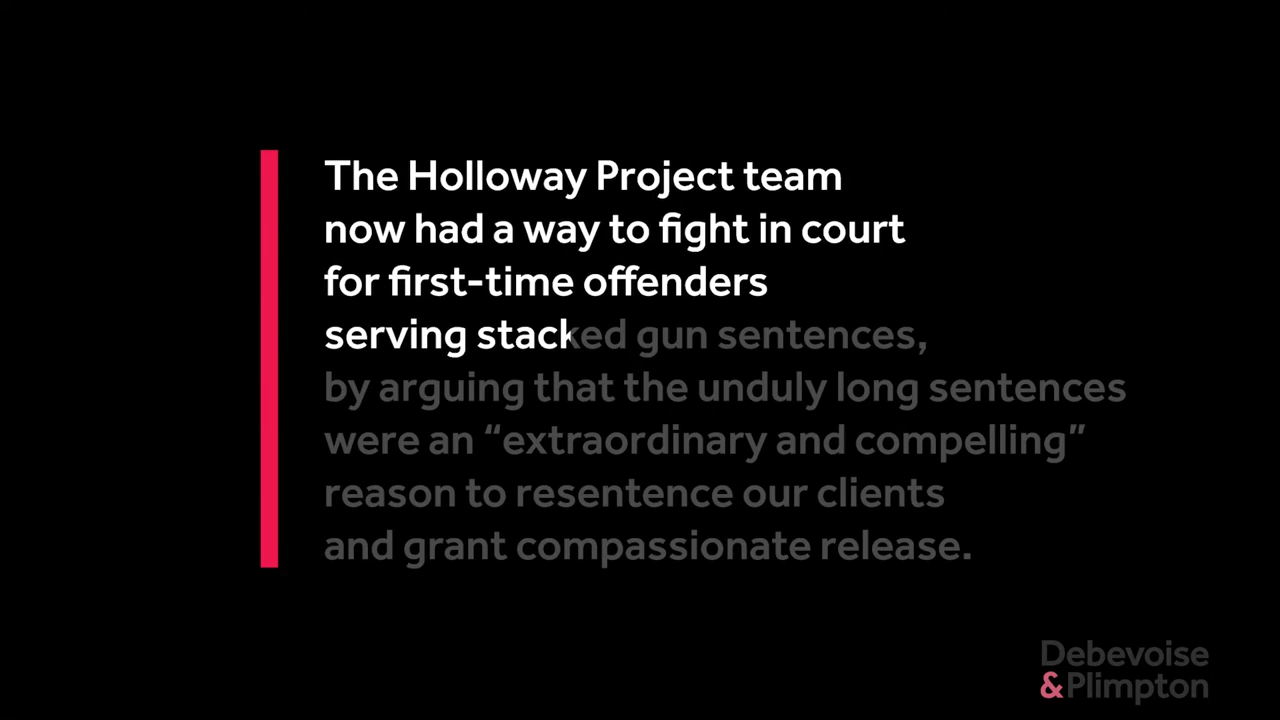 The Holloway Project team
now had a way to fight in court
for first-time offenders
serving stacked gun sentences,
by arguing that the unduly long sentences
were an “extraordinary and compelling”
reason to resentence our clients
and grant compassionate release.
Debevoise
&Plimpton